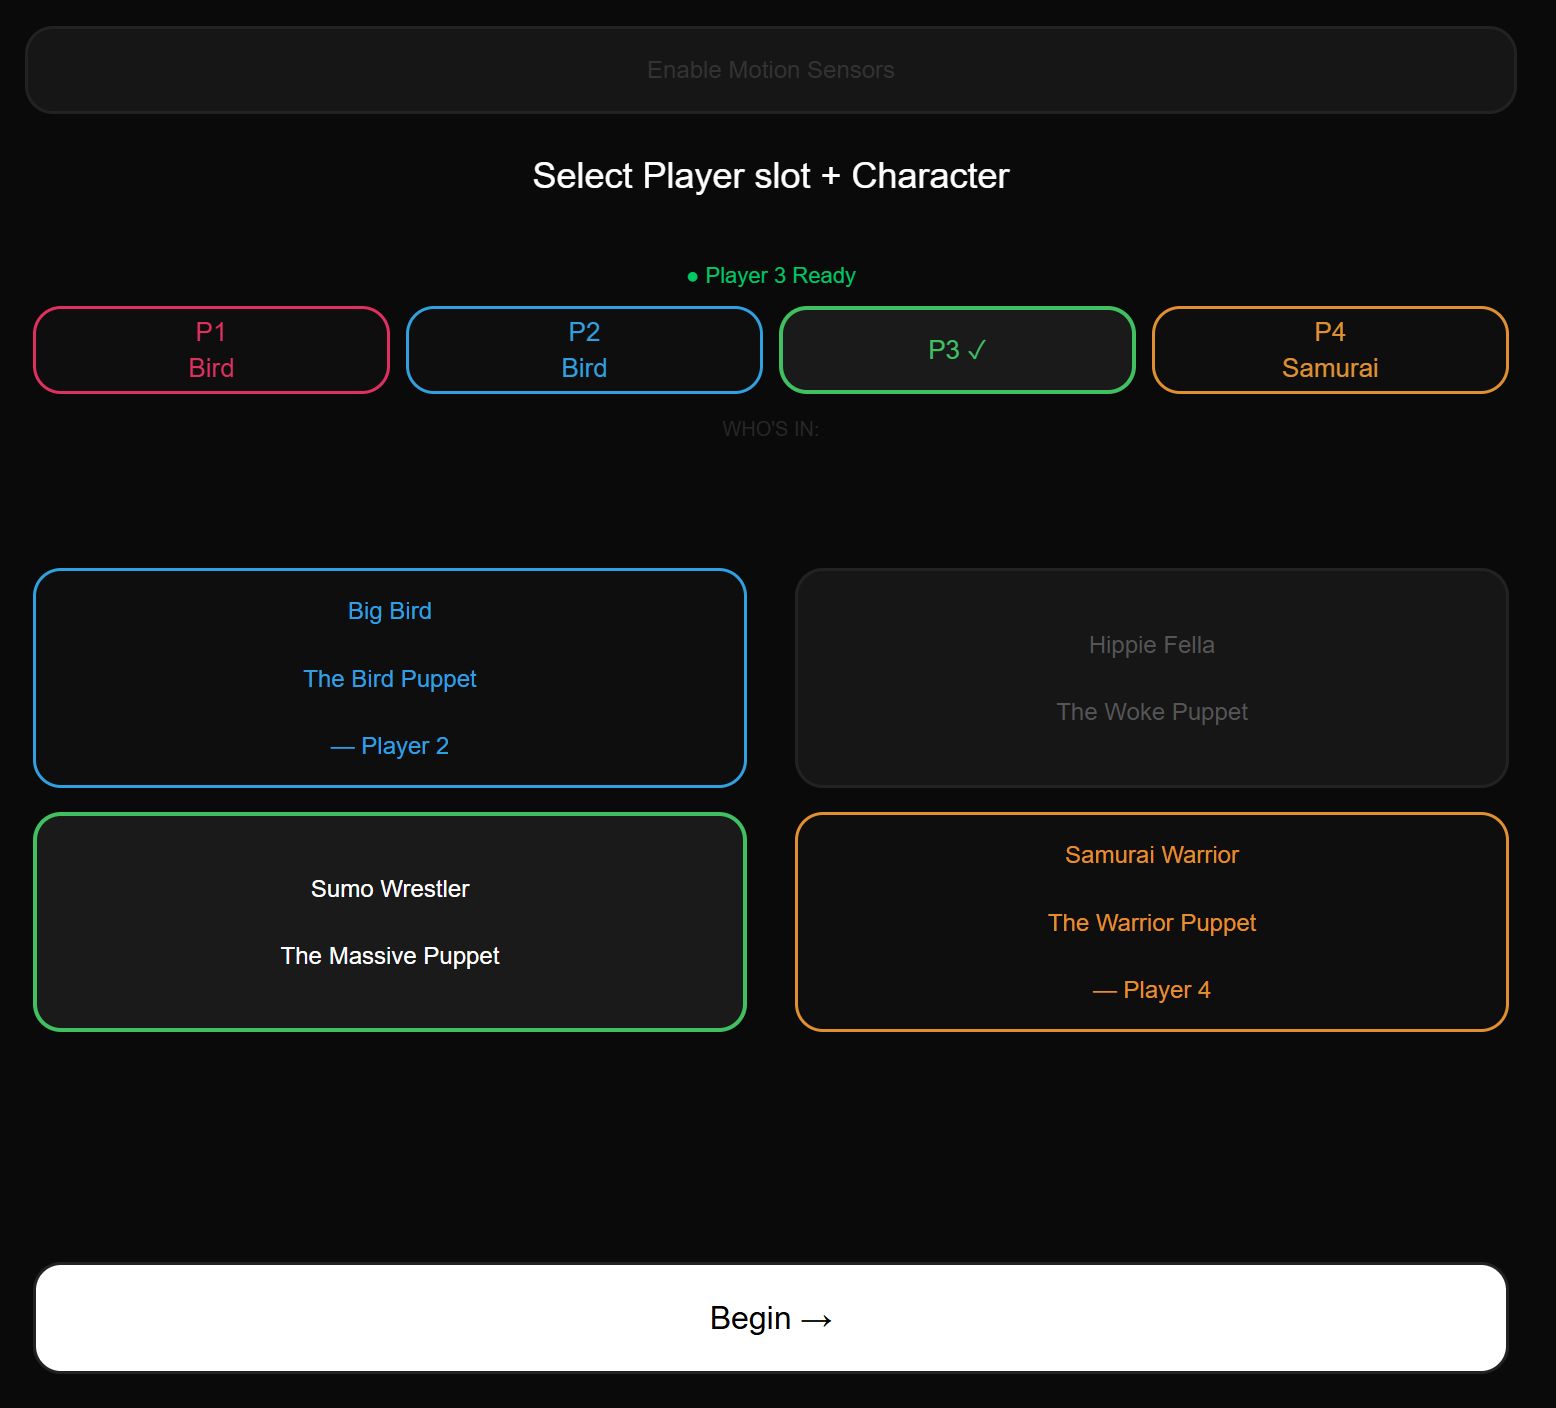 Enable Motion Sensors
Select Player slot + Character
● Player 3 Ready
P1
Bird
P2
Bird
P3 ✓
P4
Samurai
WHO'S IN:
Big Bird
The Bird Puppet
— Player 2
Hippie Fella
The Woke Puppet
Sumo Wrestler
The Massive Puppet
Samurai Warrior
The Warrior Puppet
— Player 4
Begin →